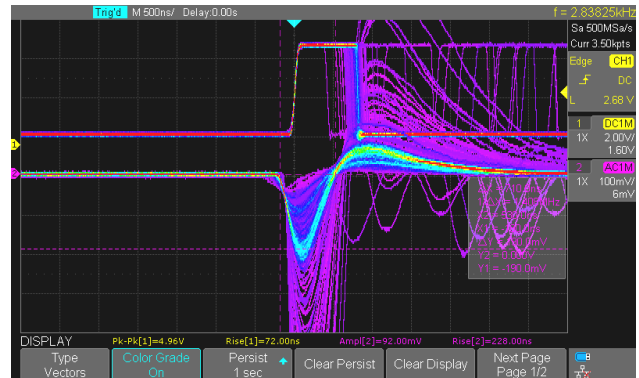 Trig'd M 500ns/ Delay:0.00s f = 2.83825kHz
Sa 500MSa/s
Curr 3.50kpts
Edge CH1
DC
L 2.68 V
1 DC1M
1X 2.00V/
1.60V
2 AC1M
1X 100mV/
6mV
Y2 = 0.000V
Y1 = -190.0mV
DISPLAY Pk-Pk[1]=4.96V Rise[1]=72.00ns Ampl[2]=92.00mV Rise[2]=228.00ns
Type
Vectors
Color Grade
On
Persist
1 sec
Clear Persist
Clear Display
Next Page
Page 1/2